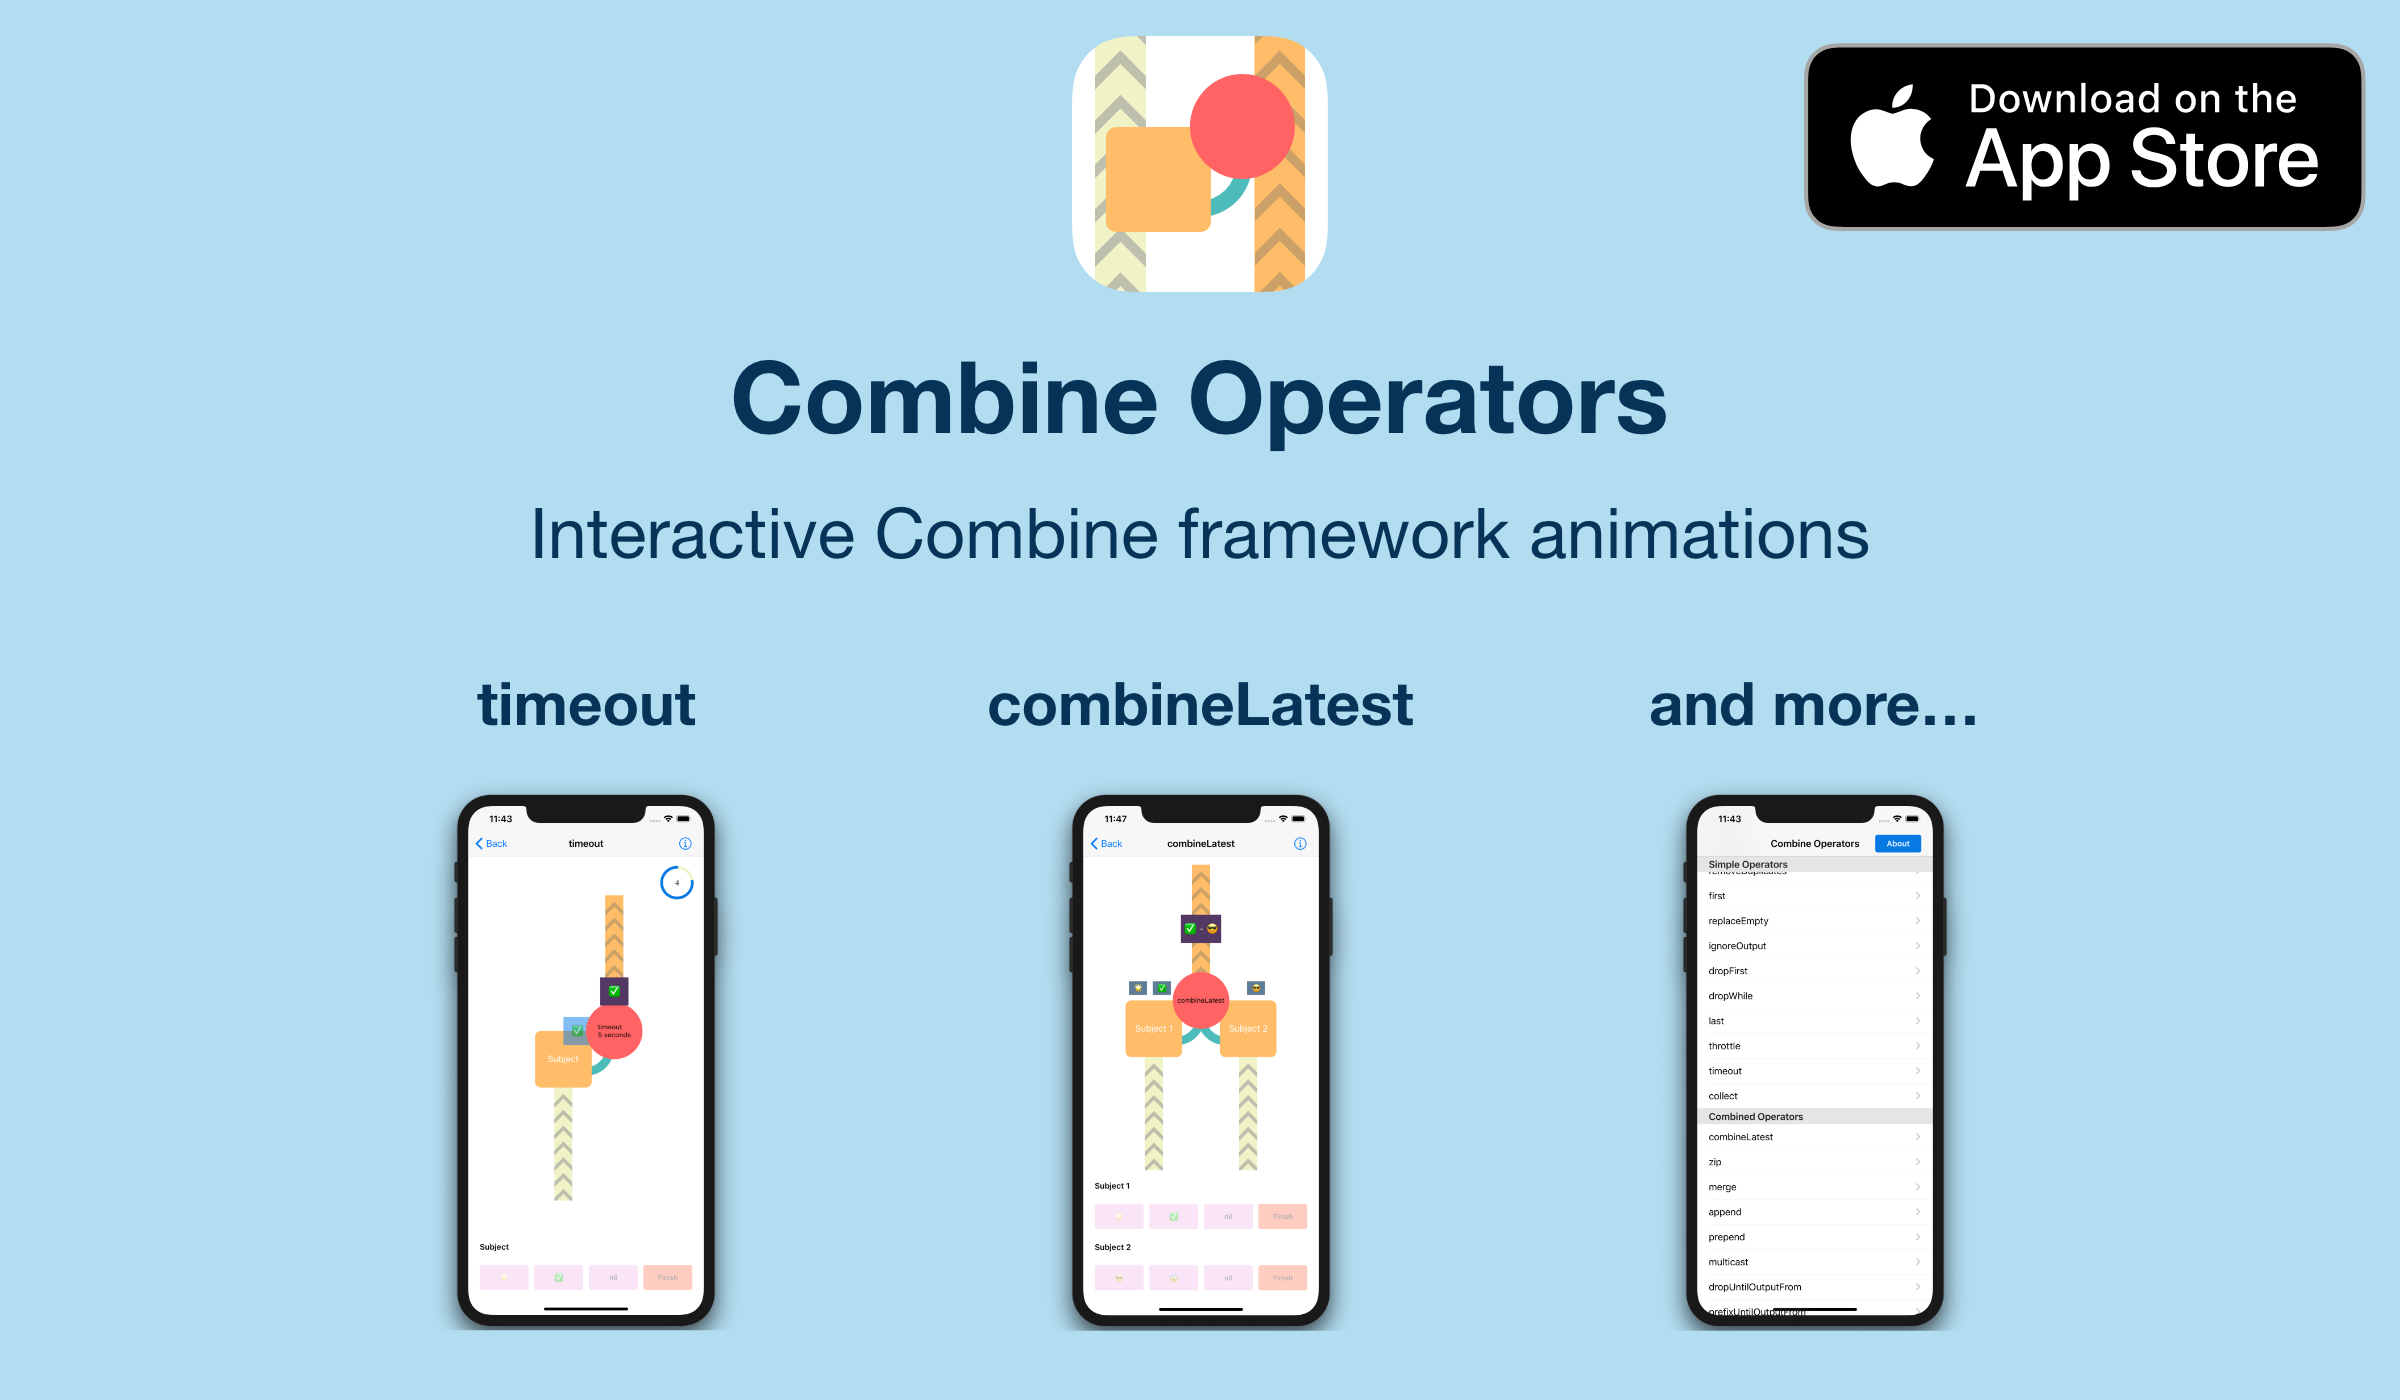 Download on the
App Store
Combine Operators
Interactive Combine framework animations
timeout
combineLatest
and more...
11:43
Back
timeout
4
timeout
5 seconds
Subject
Subject
nil
Finish
11:47
Back
combineLatest
combineLatest
Subject 1
Subject 2
Subject 1
nil
Finish
Subject 2
nil
Finish
11:43
Combine Operators
About
Simple Operators
removeDuplicates
first
replaceEmpty
ignoreOutput
dropFirst
dropWhile
last
throttle
timeout
collect
Combined Operators
combineLatest
zip
merge
append
prepend
multicast
dropUntilOutputFrom
prefixUntilOutputFrom